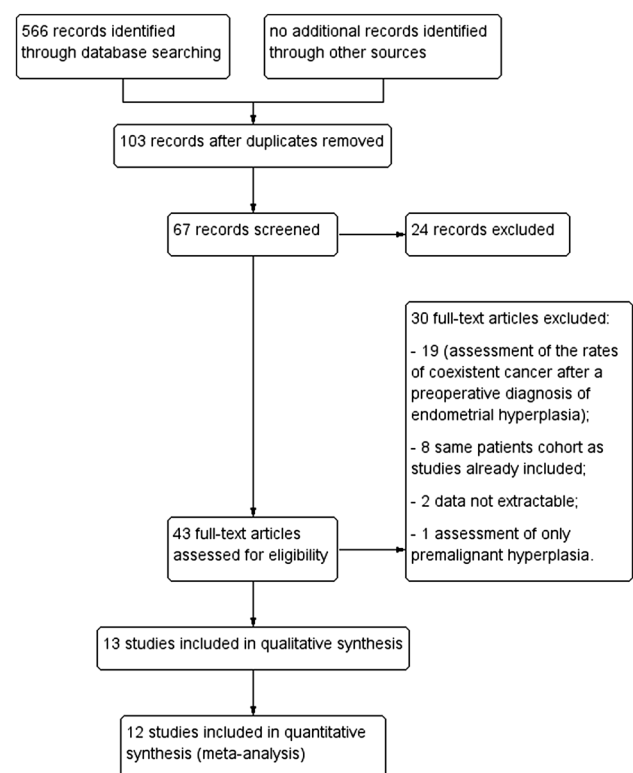 566 records identified
through database searching
no additional records identified
through other sources
103 records after duplicates removed
67 records screened
24 records excluded
30 full-text articles excluded:
- 19 (assessment of the rates
of coexistent cancer after a
preoperative diagnosis of
endometrial hyperplasia);
- 8 same patients cohort as
studies already included;
- 2 data not extractable;
- 1 assessment of only
premalignant hyperplasia.
43 full-text articles
assessed for eligibility
13 studies included in qualitative synthesis
12 studies included in quantitative
synthesis (meta-analysis)